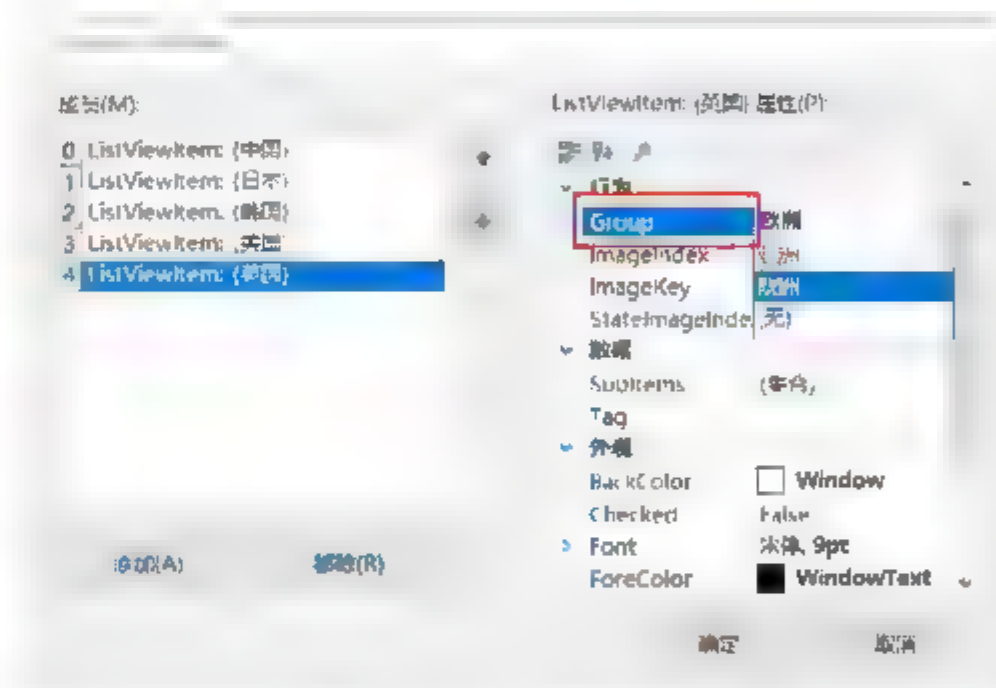 成员(M):
0 ListViewItem: {中国}
1 ListViewItem: {日本}
2 ListViewItem: {韩国}
3 ListViewItem: {美国}
4 ListViewItem: {英国}
添加(A)
移除(R)
ListViewItem: {英国} 属性(P):
行为
Group 欧洲
ImageIndex
ImageKey 欧洲
StateImageIndex (无)
数据
SubItems (集合)
Tag
外观
BackColor Window
Checked False
Font 宋体, 9pt
ForeColor WindowText
确定
取消